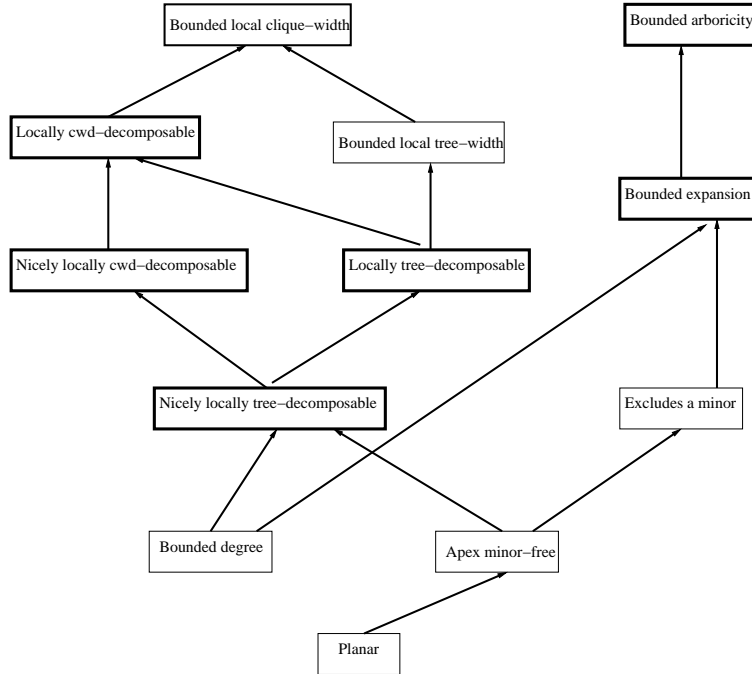 Bounded local clique−width
Bounded arboricity
Locally cwd−decomposable
Bounded local tree−width
Bounded expansion
Nicely locally cwd−decomposable
Locally tree−decomposable
Nicely locally tree−decomposable
Excludes a minor
Bounded degree
Apex minor−free
Planar